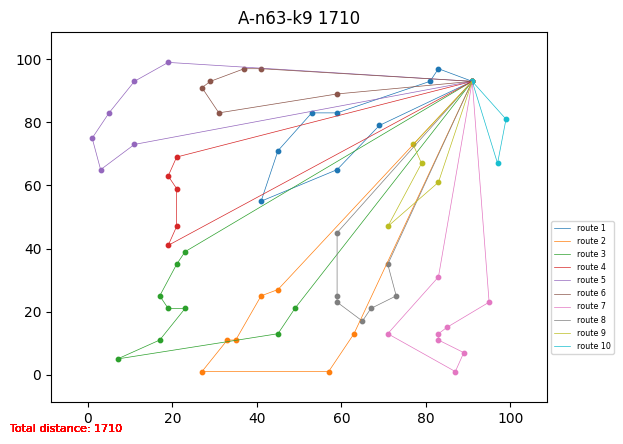 A-n63-k9 1710
100
80
60
40
20
0
0 20 40 60 80 100
route 1
route 2
route 3
route 4
route 5
route 6
route 7
route 8
route 9
route 10
Total distance: 1710